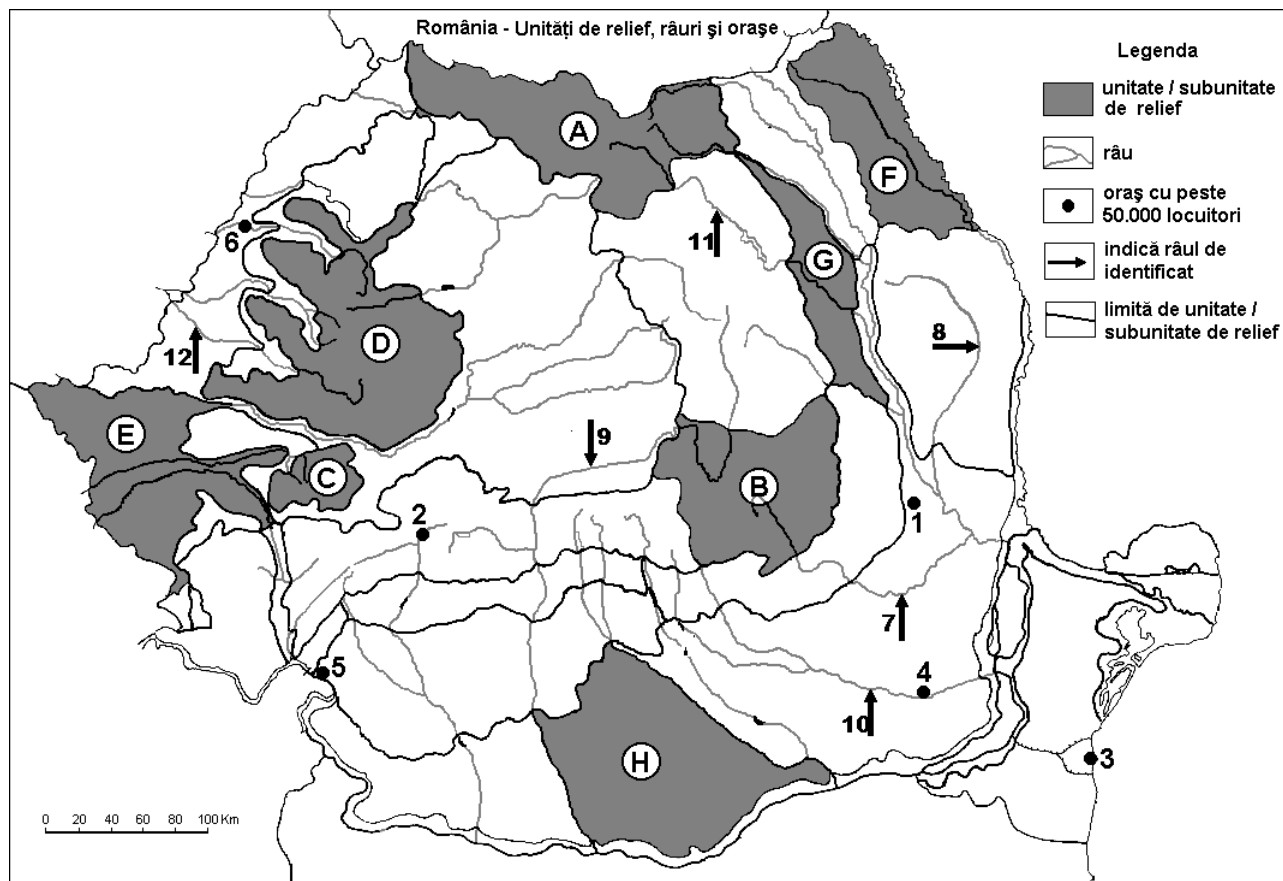 România - Unități de relief, râuri și orașe
Legenda
unitate / subunitate
de relief
râu
oraş cu peste
50.000 locuitori
indică râul de
identificat
limită de unitate /
subunitate de relief
A
F
6
11
G
D
8
12
E
9
C
B
2
1
7
5
4
10
3
H
0 20 40 60 80 100 Km